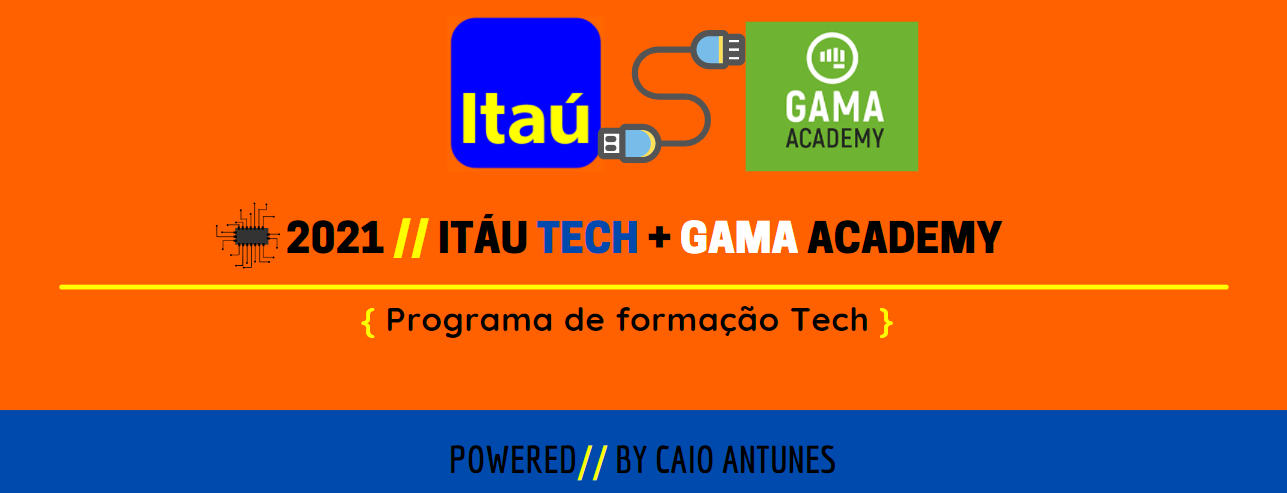 Itaú
GAMA
ACADEMY
2021 // ITÁU TECH + GAMA ACADEMY
{ Programa de formação Tech }
POWERED// BY CAIO ANTUNES